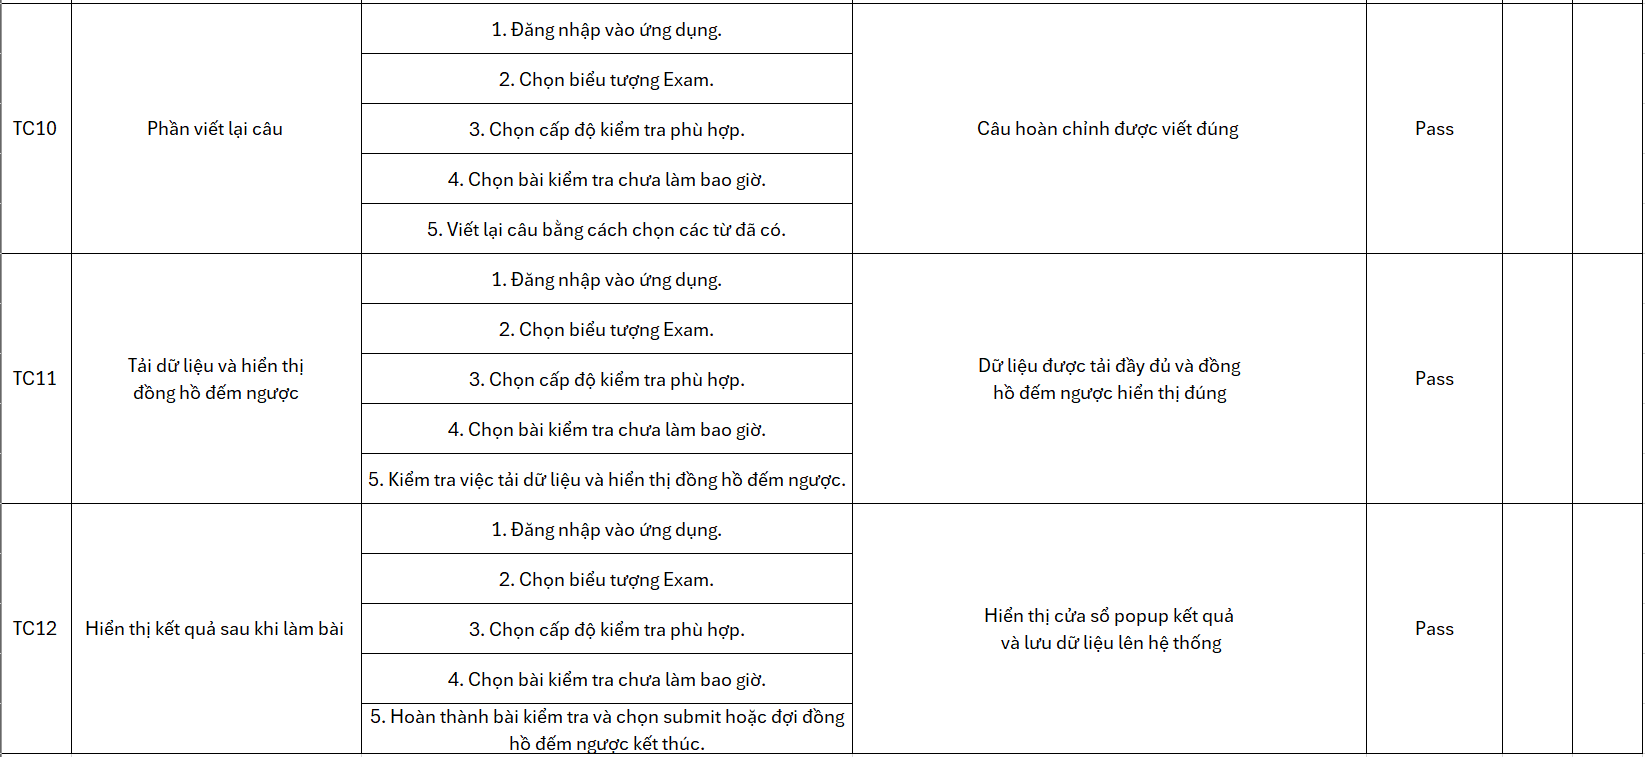 TC10
Phần viết lại câu
1. Đăng nhập vào ứng dụng.
2. Chọn biểu tượng Exam.
3. Chọn cấp độ kiểm tra phù hợp.
4. Chọn bài kiểm tra chưa làm bao giờ.
5. Viết lại câu bằng cách chọn các từ đã có.
Câu hoàn chỉnh được viết đúng
Pass
TC11
Tải dữ liệu và hiển thị
đồng hồ đếm ngược
1. Đăng nhập vào ứng dụng.
2. Chọn biểu tượng Exam.
3. Chọn cấp độ kiểm tra phù hợp.
4. Chọn bài kiểm tra chưa làm bao giờ.
5. Kiểm tra việc tải dữ liệu và hiển thị đồng hồ đếm ngược.
Dữ liệu được tải đầy đủ và đồng
hồ đếm ngược hiển thị đúng
Pass
TC12
Hiển thị kết quả sau khi làm bài
1. Đăng nhập vào ứng dụng.
2. Chọn biểu tượng Exam.
3. Chọn cấp độ kiểm tra phù hợp.
4. Chọn bài kiểm tra chưa làm bao giờ.
5. Hoàn thành bài kiểm tra và chọn submit hoặc đợi đồng
hồ đếm ngược kết thúc.
Hiển thị cửa sổ popup kết quả
và lưu dữ liệu lên hệ thống
Pass